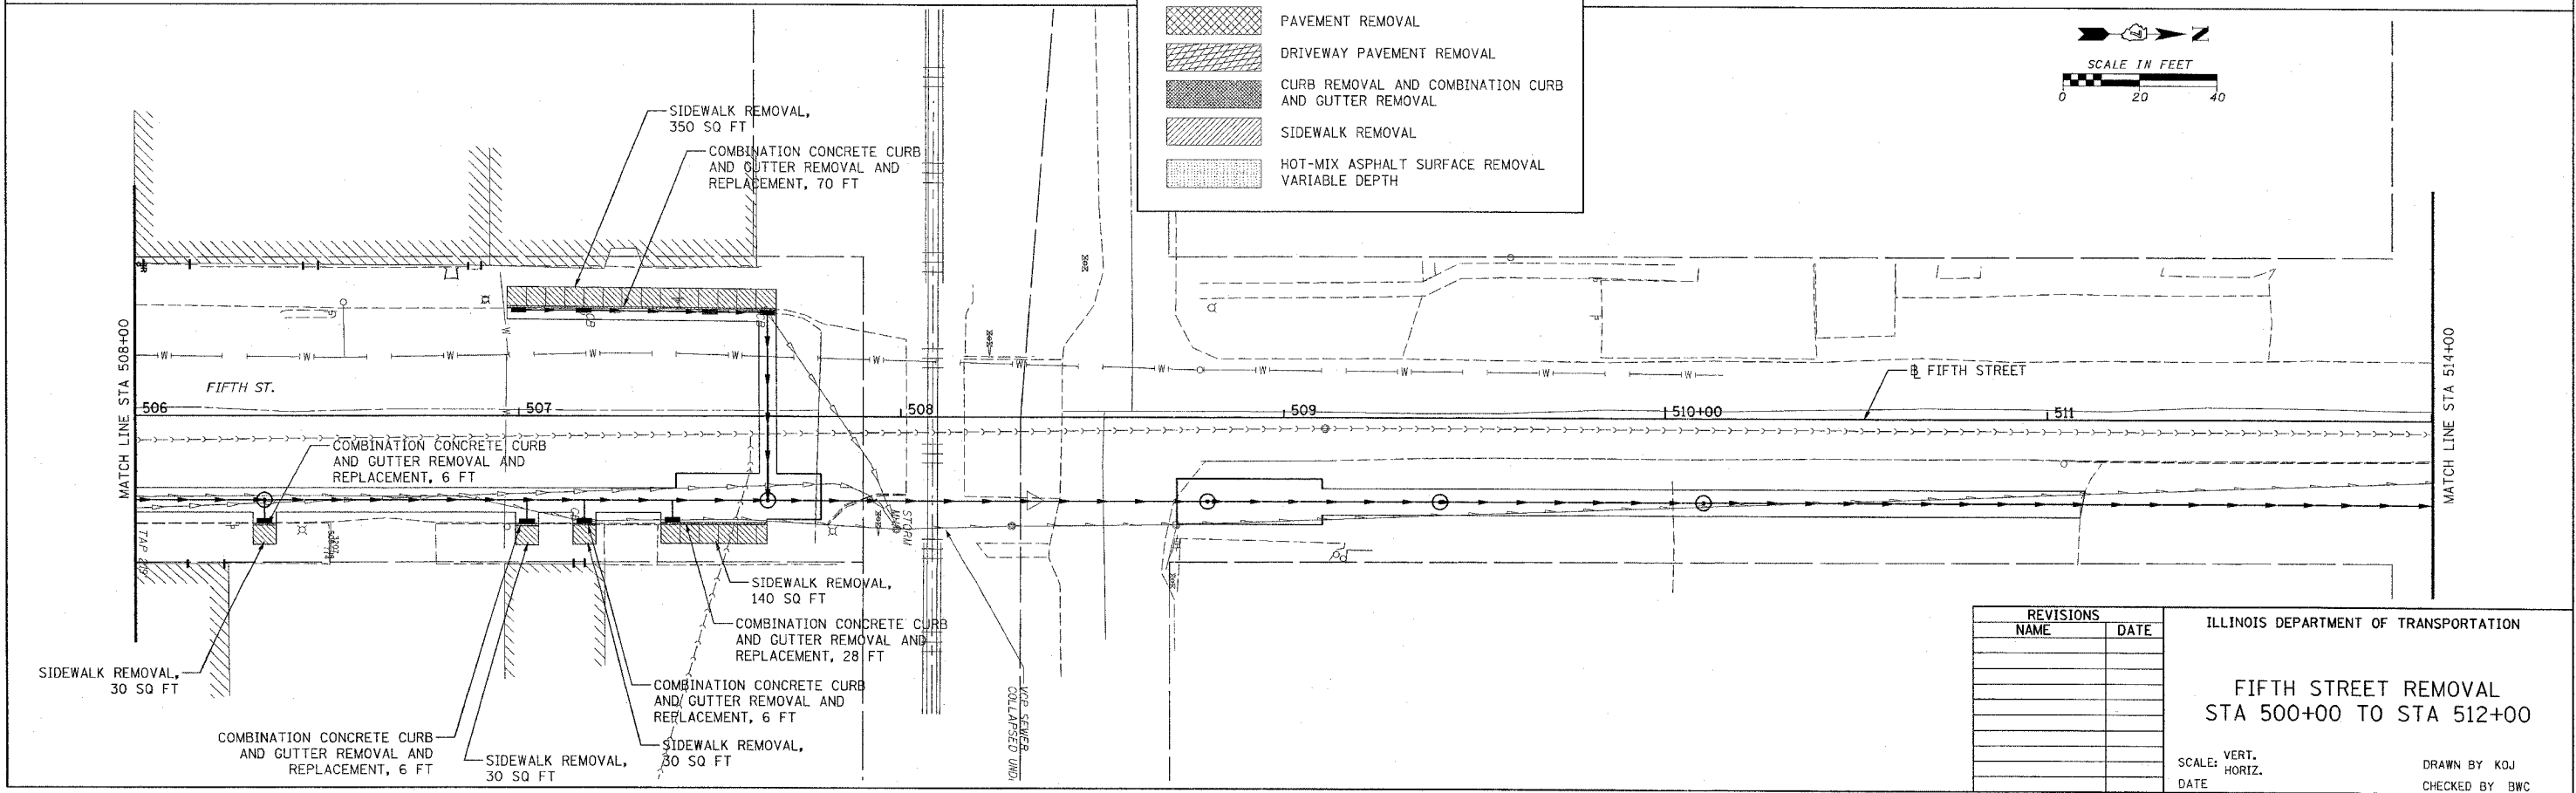 PAVEMENT REMOVAL
DRIVEWAY PAVEMENT REMOVAL
CURB REMOVAL AND COMBINATION CURB
AND GUTTER REMOVAL
SIDEWALK REMOVAL
HOT-MIX ASPHALT SURFACE REMOVAL
VARIABLE DEPTH
Z
SCALE IN FEET
0 20 40
SIDEWALK REMOVAL,
350 SQ FT
COMBINATION CONCRETE CURB
AND GUTTER REMOVAL AND
REPLACEMENT, 70 FT
MATCH LINE STA 508+00
FIFTH ST.
506
507
508
509
510+00
511
W W W W W W W W
W W W W W W
CB
CB
℄ FIFTH STREET
MATCH LINE STA 514+00
COMBINATION CONCRETE CURB
AND GUTTER REMOVAL AND
REPLACEMENT, 6 FT
STORM
SIDEWALK REMOVAL,
140 SQ FT
COMBINATION CONCRETE CURB
AND GUTTER REMOVAL AND
REPLACEMENT, 28 FT
SIDEWALK REMOVAL,
30 SQ FT
COMBINATION CONCRETE CURB
AND GUTTER REMOVAL AND
REPLACEMENT, 6 FT
COMBINATION CONCRETE CURB
AND GUTTER REMOVAL AND
REPLACEMENT, 6 FT
SIDEWALK REMOVAL,
30 SQ FT
SIDEWALK REMOVAL,
30 SQ FT
VCP SEWER
COLLAPSED UND
REVISIONS
NAME DATE
ILLINOIS DEPARTMENT OF TRANSPORTATION
FIFTH STREET REMOVAL
STA 500+00 TO STA 512+00
SCALE: VERT.
HORIZ.
DATE
DRAWN BY KOJ
CHECKED BY BWC